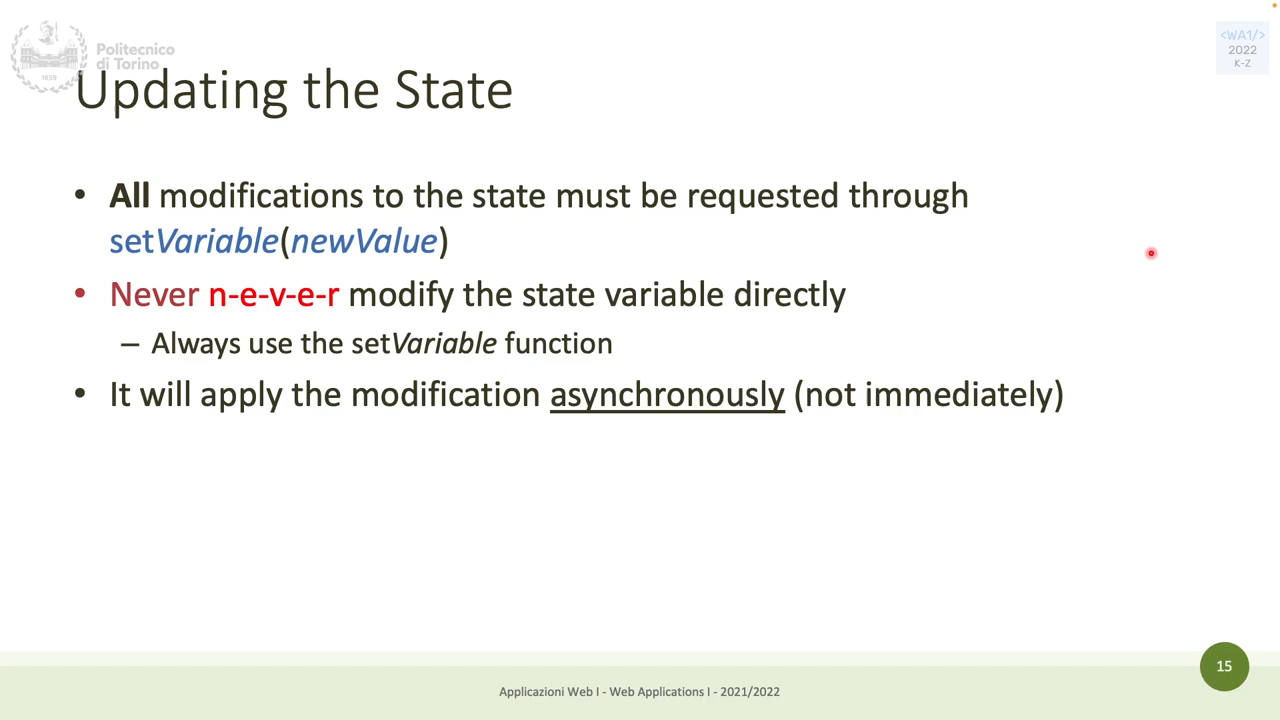 Politecnico
di Torino
1859
<WA1/>
2022
K-Z
Updating the State
• All modifications to the state must be requested through
setVariable(newValue)
• Never n-e-v-e-r modify the state variable directly
– Always use the setVariable function
• It will apply the modification asynchronously (not immediately)
15
Applicazioni Web I - Web Applications I - 2021/2022